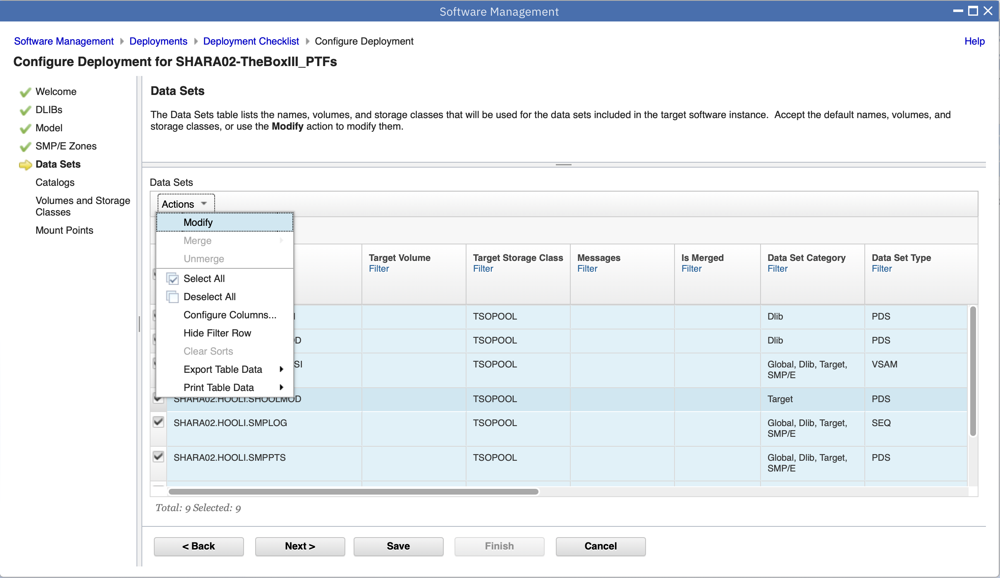 Software Management
Software Management Deployments Deployment Checklist Configure Deployment Help
Configure Deployment for SHARA02-TheBoxIII_PTFs
Welcome
DLIBs
Model
SMP/E Zones
Data Sets
Catalogs
Volumes and Storage
Classes
Mount Points
Data Sets
The Data Sets table lists the names, volumes, and storage classes that will be used for the data sets included in the target software instance. Accept the default names, volumes, and
storage classes, or use the Modify action to modify them.
Data Sets
Actions
Modify
Merge
Unmerge
Select All
Deselect All
Configure Columns...
Hide Filter Row
Clear Sorts
Export Table Data
Print Table Data
Target Volume Target Storage Class Messages Is Merged Data Set Category Data Set Type
Filter Filter Filter Filter Filter Filter
TSOPOOL Dlib PDS
TSOPOOL Dlib PDS
TSOPOOL Global, Dlib, Target, VSAM
SMP/E
SHARA02.HOOLI.SHOOLMOD TSOPOOL Target PDS
SHARA02.HOOLI.SMPLOG TSOPOOL Global, Dlib, Target, SEQ
SMP/E
SHARA02.HOOLI.SMPPTS TSOPOOL Global, Dlib, Target, PDS
SMP/E
Total: 9 Selected: 9
< Back Next > Save Finish Cancel